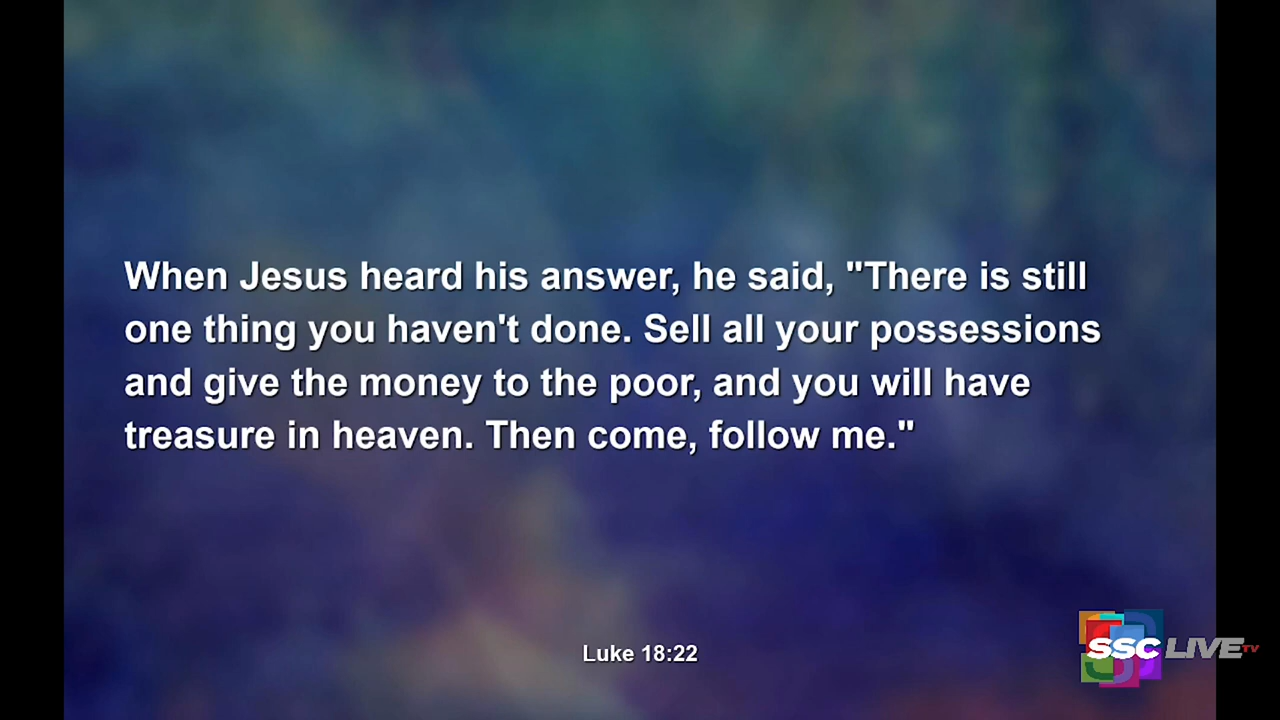 When Jesus heard his answer, he said, "There is still
one thing you haven't done. Sell all your possessions
and give the money to the poor, and you will have
treasure in heaven. Then come, follow me."
Luke 18:22
SSC LIVE TV